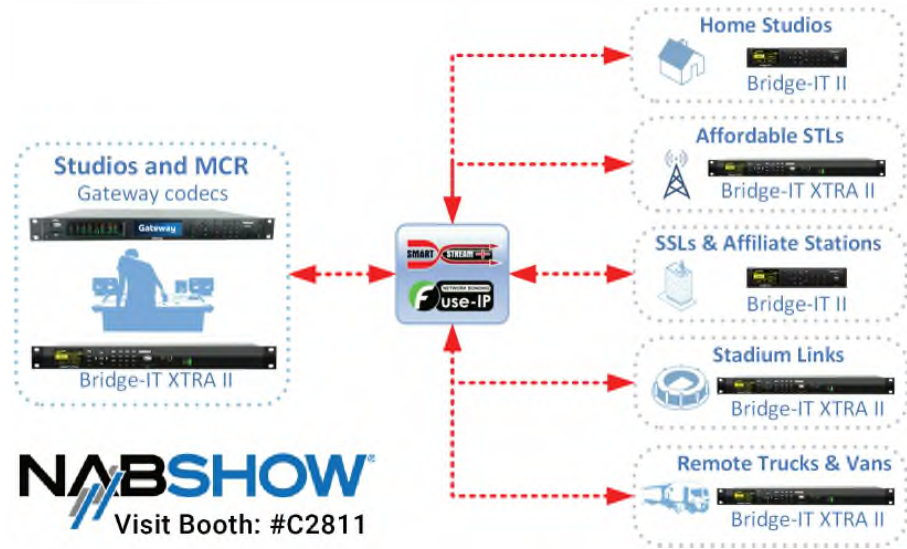 Studios and MCR
Gateway codecs
Gateway
Bridge-IT XTRA II
SMART STREAM +
NETWORK BONDING
Fuse-IP
Home Studios
Bridge-IT II
Affordable STLs
Bridge-IT XTRA II
SSLs & Affiliate Stations
Bridge-IT II
Stadium Links
Bridge-IT XTRA II
Remote Trucks & Vans
Bridge-IT XTRA II
NABSHOW®
Visit Booth: #C2811